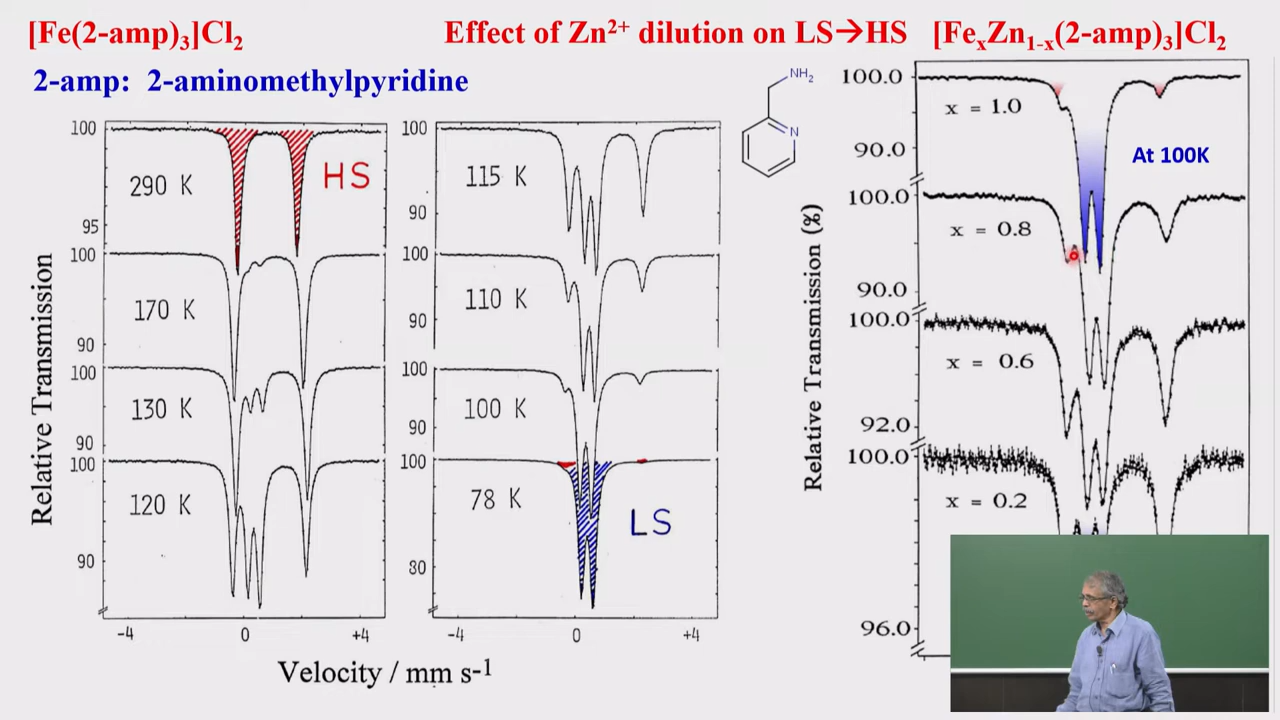 [Fe(2-amp)₃]Cl₂
Effect of Zn²⁺ dilution on LS→HS
[FeₓZn₁₋ₓ(2-amp)₃]Cl₂
2-amp: 2-aminomethylpyridine
Relative Transmission
100
290 K
HS
95
100
170 K
90
100
130 K
90
100
120 K
90
-4
0
+4
100
115 K
90
100
110 K
90
100
100 K
90
100
78 K
LS
80
-4
0
+4
Velocity / mm s-1
NH₂
N
Relative Transmission (%)
100.0
x = 1.0
90.0
At 100K
100.0
x = 0.8
90.0
100.0
x = 0.6
92.0
100.0
x = 0.2
96.0